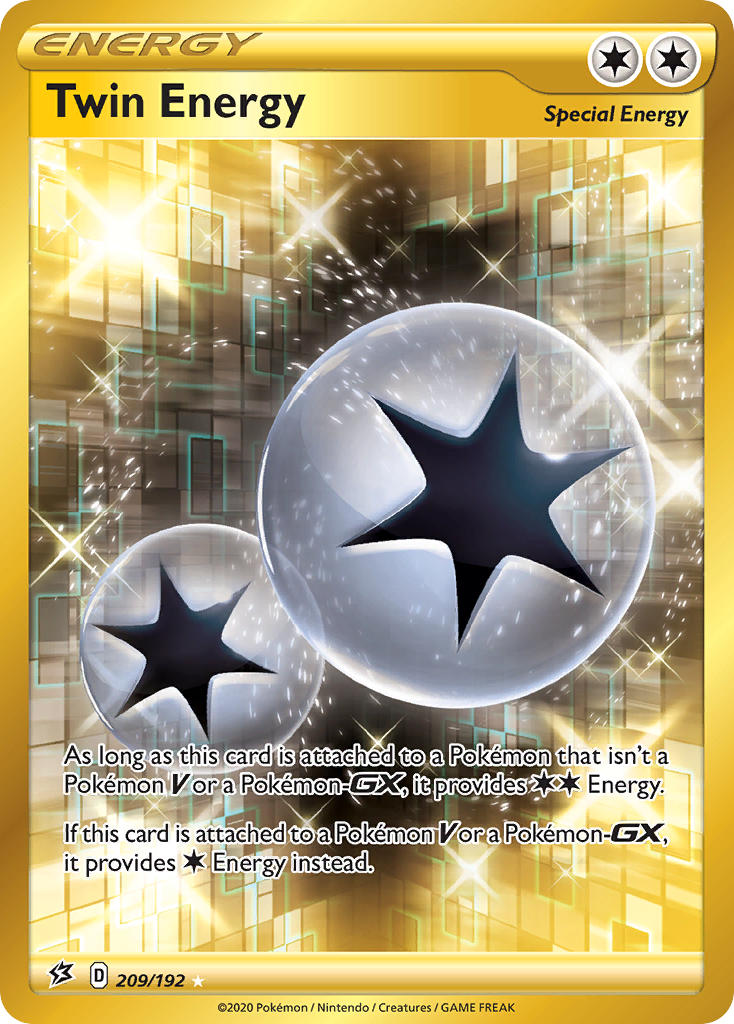 ENERGY
Twin Energy
Special Energy
As long as this card is attached to a Pokémon that isn't a
Pokémon V or a Pokémon-GX, it provides Energy.
If this card is attached to a Pokémon V or a Pokémon-GX,
it provides Energy instead.
D 209/192
©2020 Pokémon / Nintendo / Creatures / GAME FREAK